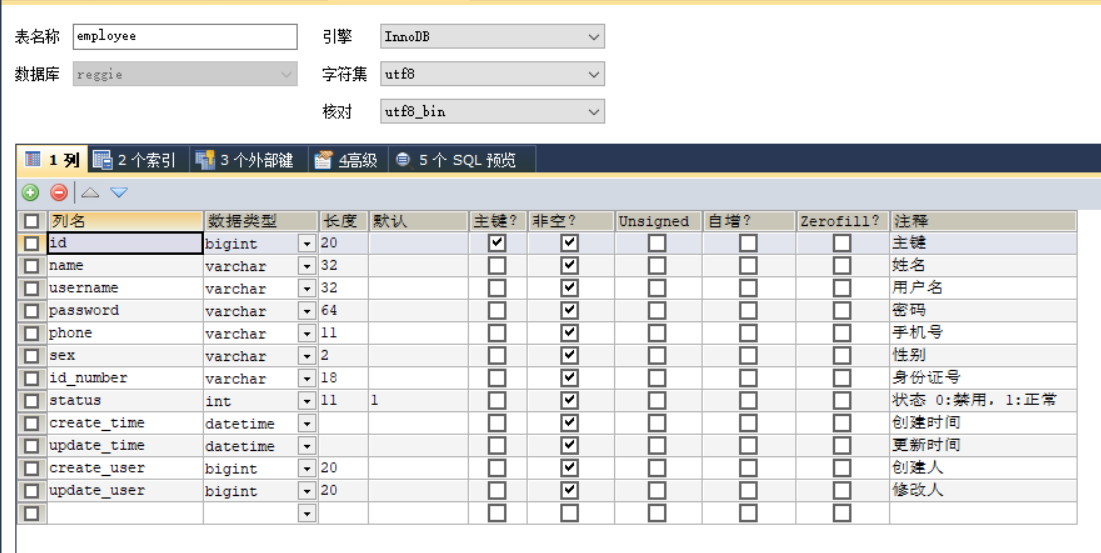 表名称 employee 引擎 InnoDB
数据库 reggie 字符集 utf8
核对 utf8_bin
1 列 2 个索引 3 个外部键 4高级 5 个 SQL 预览
列名 数据类型 长度 默认 主键? 非空? Unsigned 自增? Zerofill? 注释
id bigint 20 主键
name varchar 32 姓名
username varchar 32 用户名
password varchar 64 密码
phone varchar 11 手机号
sex varchar 2 性别
id_number varchar 18 身份证号
status int 11 1 状态 0:禁用，1:正常
create_time datetime 创建时间
update_time datetime 更新时间
create_user bigint 20 创建人
update_user bigint 20 修改人